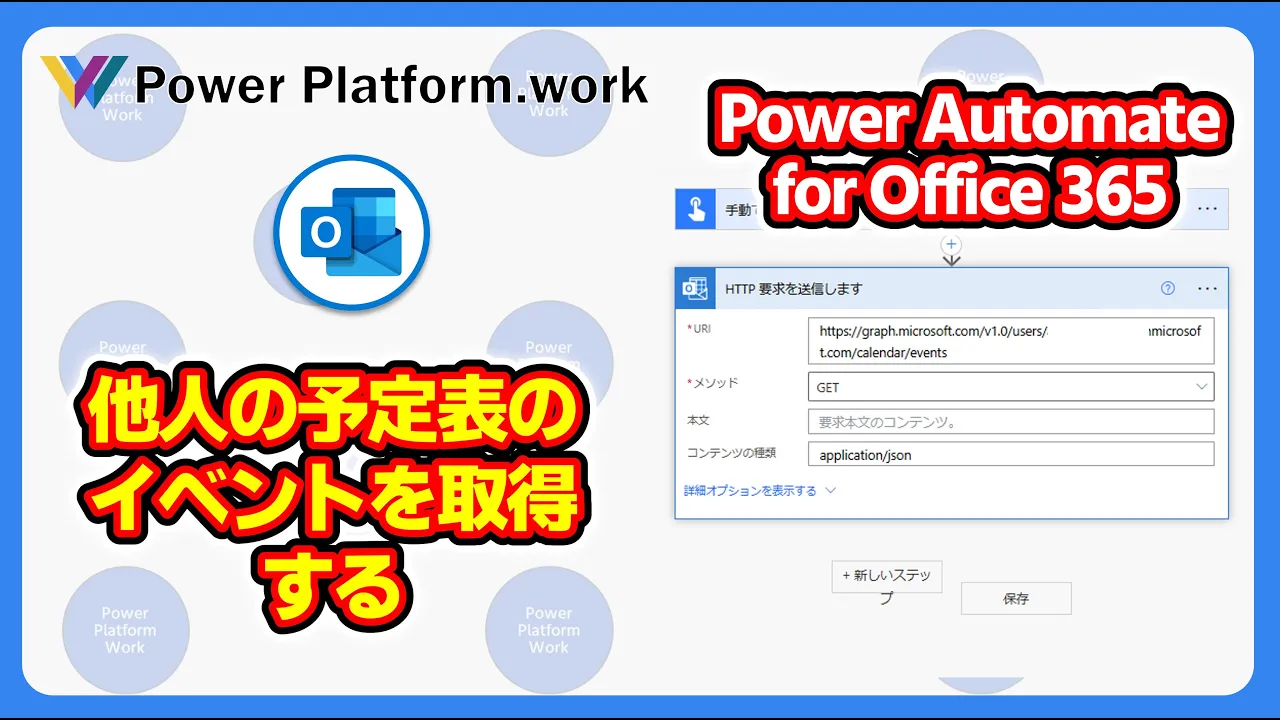 Power Platform.work
Power Automate
for Office 365
他人の予定表の
イベントを取得
する
手動で
HTTP 要求を送信します
* URI
https://graph.microsoft.com/v1.0/users/
microsof
t.com/calendar/events
* メソッド
GET
本文
要求本文のコンテンツ。
コンテンツの種類
application/json
詳細オプションを表示する
+ 新しいステッ
プ
保存
O
Power
Platform
Work
Power
Work
Power
Power
Power
Power
Platform
Work
Power
Platform
Work